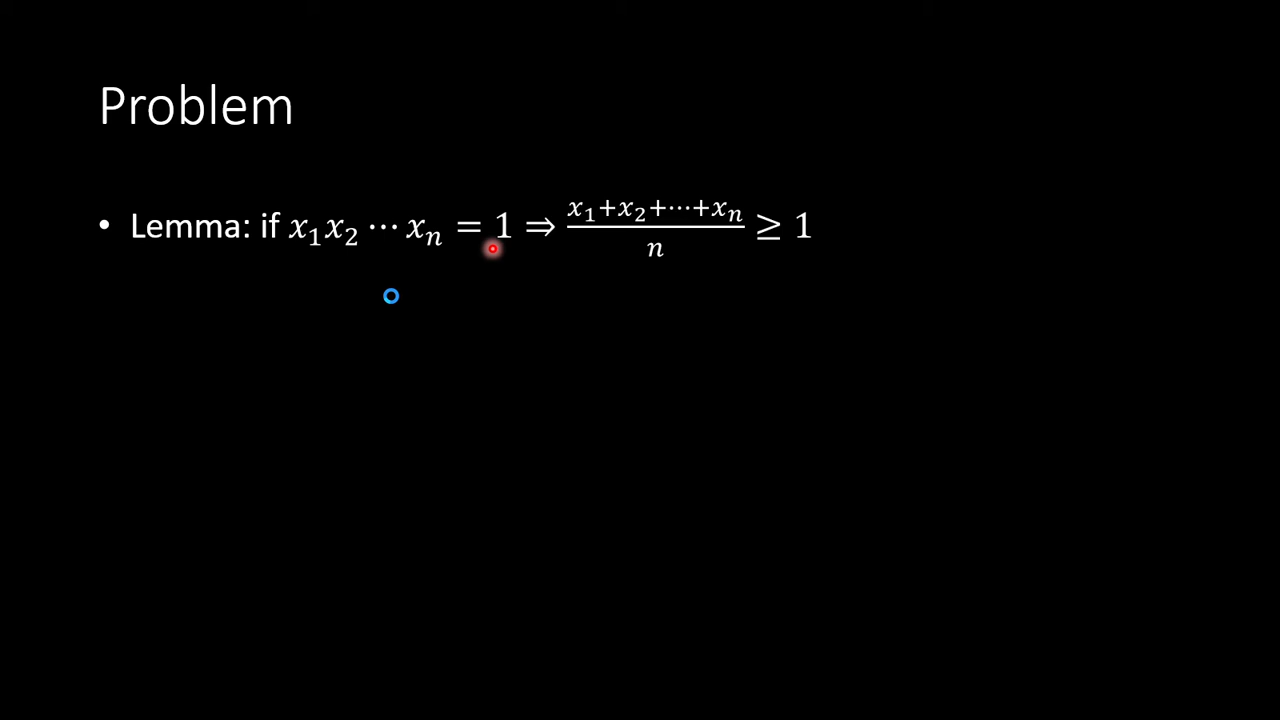 Problem
• Lemma: if x₁x₂ ⋯ xₙ = 1 ⇒ (x₁+x₂+⋯+xₙ)/n ≥ 1